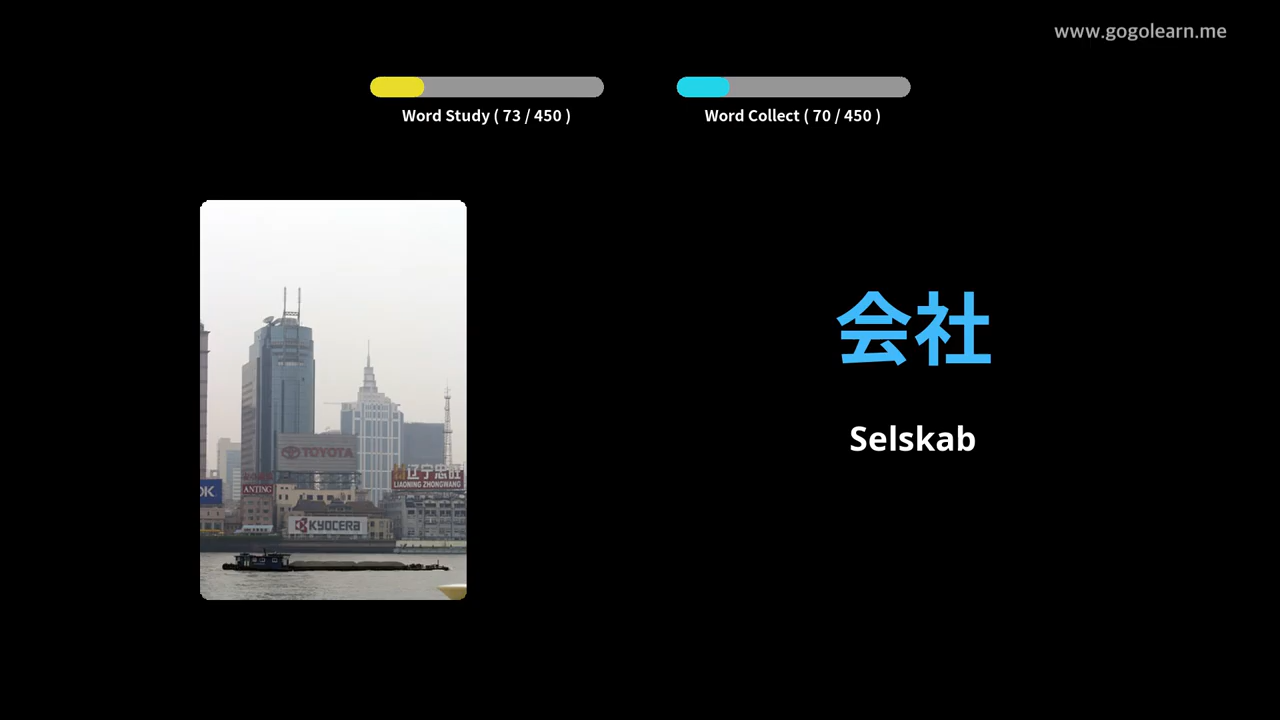 www.gogolearn.me
Word Study ( 73 / 450 )
Word Collect ( 70 / 450 )
会社
Selskab
TOYOTA
辽宁忠旺
LIAONING ZHONGWANG
OK
ANTING
KYOCERA